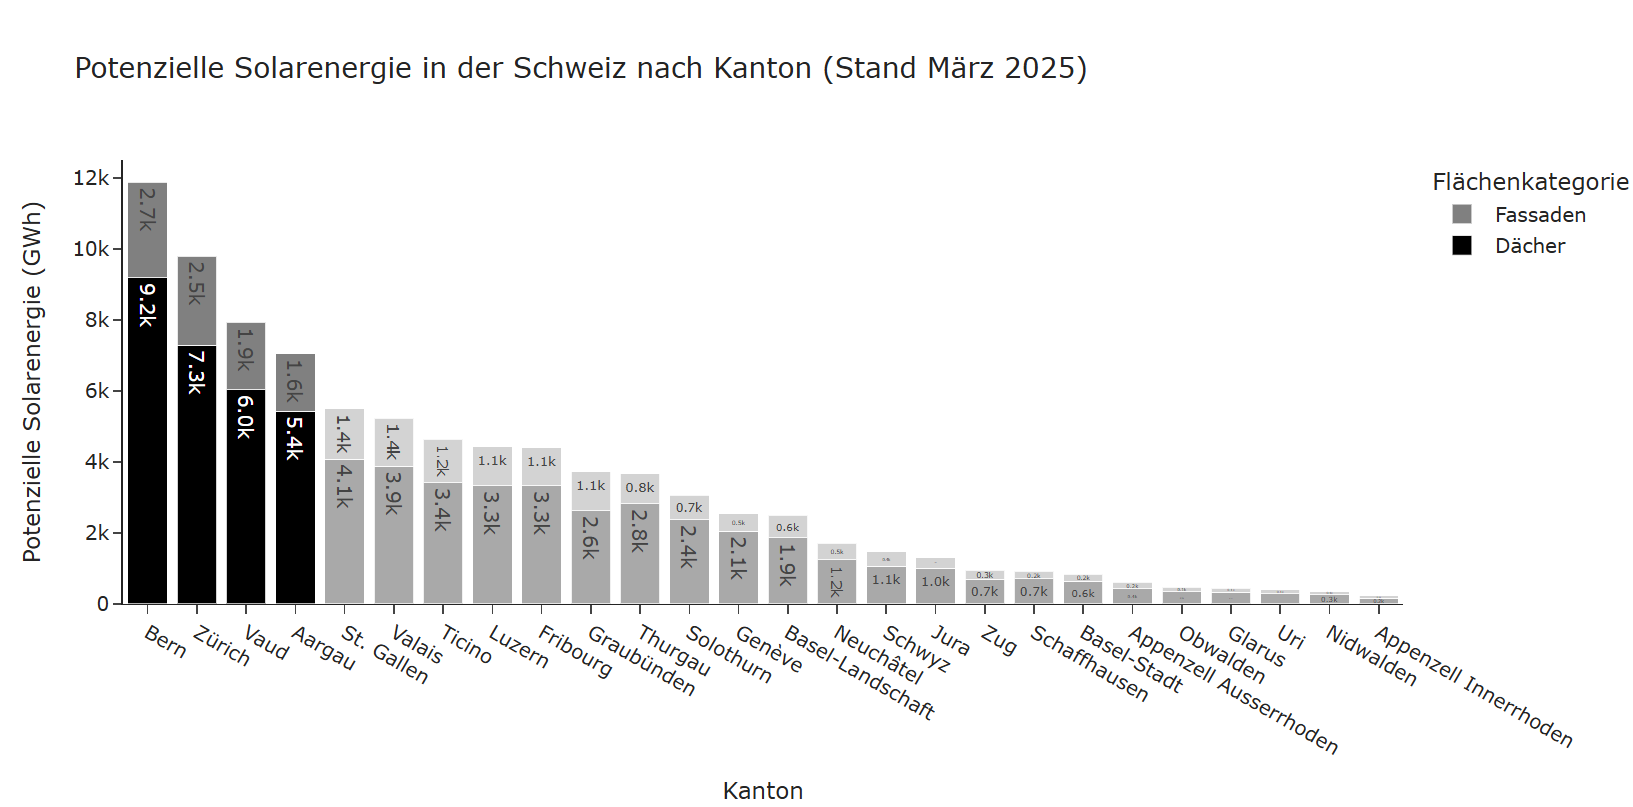 Potenzielle Solarenergie in der Schweiz nach Kanton (Stand März 2025)
Flächenkategorie
Fassaden
Dächer
Potenzielle Solarenergie (GWh)
12k
10k
8k
6k
4k
2k
0
2.7k
9.2k
2.5k
7.3k
1.9k
6.0k
1.6k
5.4k
1.4k
4.1k
1.4k
3.9k
1.2k
3.4k
1.1k
3.3k
1.1k
3.3k
1.1k
2.6k
0.8k
2.8k
0.7k
2.4k
0.5k
2.1k
0.6k
1.9k
0.5k
1.2k
1.1k
1.0k
0.3k
0.7k
0.2k
0.7k
0.2k
0.6k
0.2k
0.3k
Bern
Zürich
Vaud
Aargau
St. Gallen
Valais
Ticino
Luzern
Fribourg
Graubünden
Thurgau
Solothurn
Genève
Basel-Landschaft
Neuchâtel
Schwyz
Jura
Zug
Schaffhausen
Basel-Stadt
Appenzell Ausserrhoden
Obwalden
Glarus
Uri
Nidwalden
Appenzell Innerrhoden
Kanton